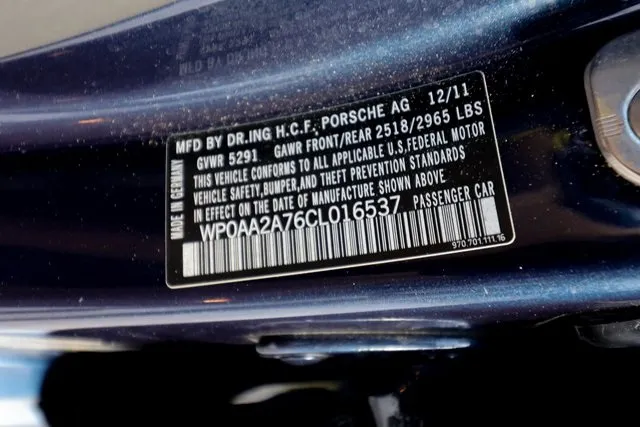 MFD BY DR.ING H.C.F. PORSCHE AG 12/11
GVWR 5291 GAWR FRONT/REAR 2518/2965 LBS
THIS VEHICLE CONFORMS TO ALL APPLICABLE U.S.FEDERAL MOTOR
VEHICLE SAFETY,BUMPER,AND THEFT PREVENTION STANDARDS
IN EFFECT ON THE DATE OF MANUFACTURE SHOWN ABOVE
WP0AA2A76CL016537 PASSENGER CAR
MADE IN GERMANY
970.701.111.16